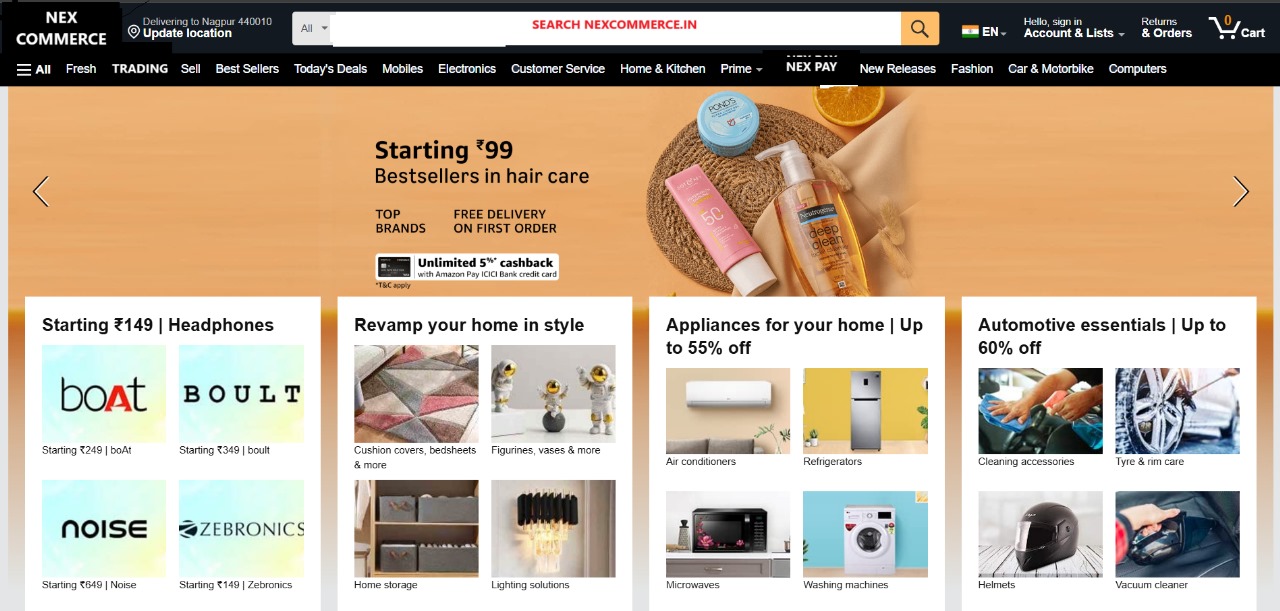 NEX
COMMERCE
Delivering to Nagpur 440010
Update location
All
SEARCH NEXCOMMERCE.IN
EN
Hello, sign in
Account & Lists
Returns
& Orders
0
Cart
All
Fresh
TRADING
Sell
Best Sellers
Today's Deals
Mobiles
Electronics
Customer Service
Home & Kitchen
Prime
NEX PAY
New Releases
Fashion
Car & Motorbike
Computers
Starting ₹99
Bestsellers in hair care
TOP
BRANDS
FREE DELIVERY
ON FIRST ORDER
Unlimited 5%* cashback
with Amazon Pay ICICI Bank credit card
*T&C apply
POND'S
50
Neutrogena
deep
clean
Starting ₹149 | Headphones
boAt
BOULT
Starting ₹249 | boAt
Starting ₹349 | boult
NOISE
ZEBRONICS
Starting ₹649 | Noise
Starting ₹149 | Zebronics
Revamp your home in style
Cushion covers, bedsheets
& more
Figurines, vases & more
Home storage
Lighting solutions
Appliances for your home | Up
to 55% off
Air conditioners
Refrigerators
Microwaves
Washing machines
Automotive essentials | Up to
60% off
Cleaning accessories
Tyre & rim care
Helmets
Vacuum cleaner